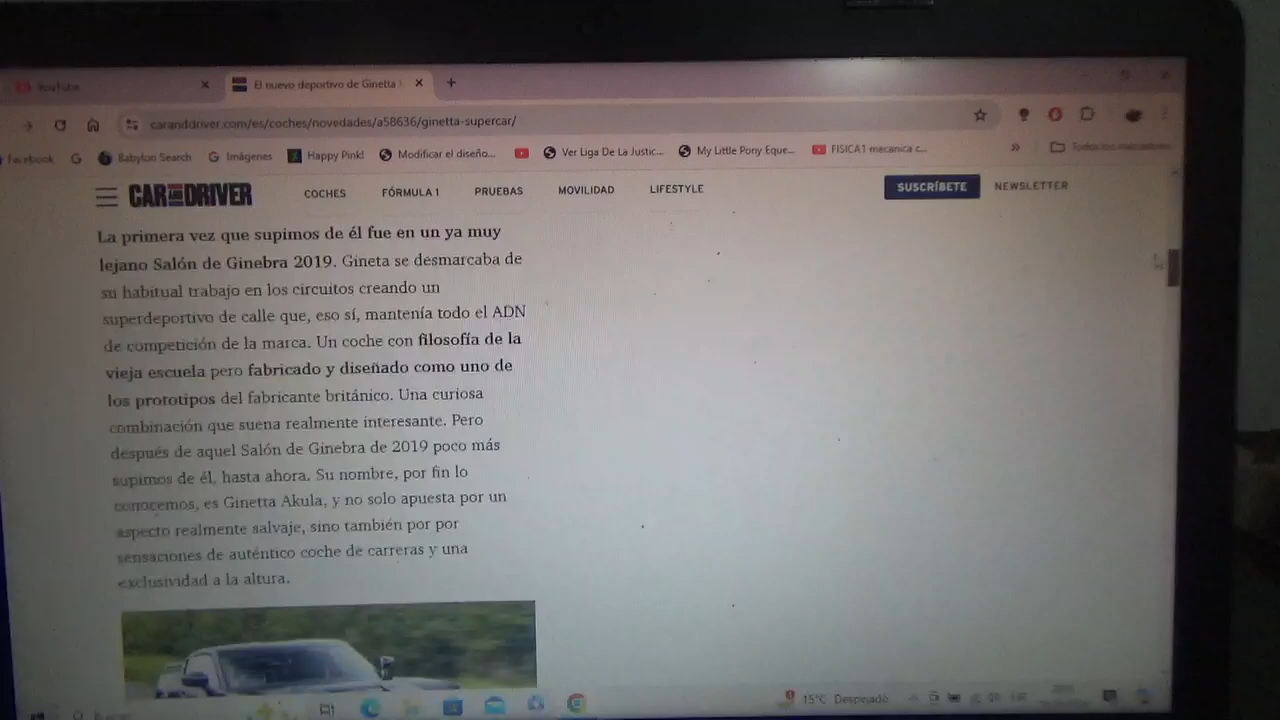 YouTube
El nuevo deportivo de Ginetta
caranddriver.com/es/coches/novedades/a58636/ginetta-supercar/
Facebook Babylon Search Imágenes Happy Pink! Modificar el diseño... Ver Liga De La Justic... My Little Pony Eque... FISICA1 mecanica c... Todos los marcadores
CAR AND DRIVER COCHES FÓRMULA 1 PRUEBAS MOVILIDAD LIFESTYLE SUSCRÍBETE NEWSLETTER
La primera vez que supimos de él fue en un ya muy
lejano Salón de Ginebra 2019. Gineta se desmarcaba de
su habitual trabajo en los circuitos creando un
superdeportivo de calle que, eso sí, mantenía todo el ADN
de competición de la marca. Un coche con filosofía de la
vieja escuela pero fabricado y diseñado como uno de
los prototipos del fabricante británico. Una curiosa
combinación que suena realmente interesante. Pero
después de aquel Salón de Ginebra de 2019 poco más
supimos de él, hasta ahora. Su nombre, por fin lo
conocemos, es Ginetta Akula, y no solo apuesta por un
aspecto realmente salvaje, sino también por por
sensaciones de auténtico coche de carreras y una
exclusividad a la altura.
15°C Despejado